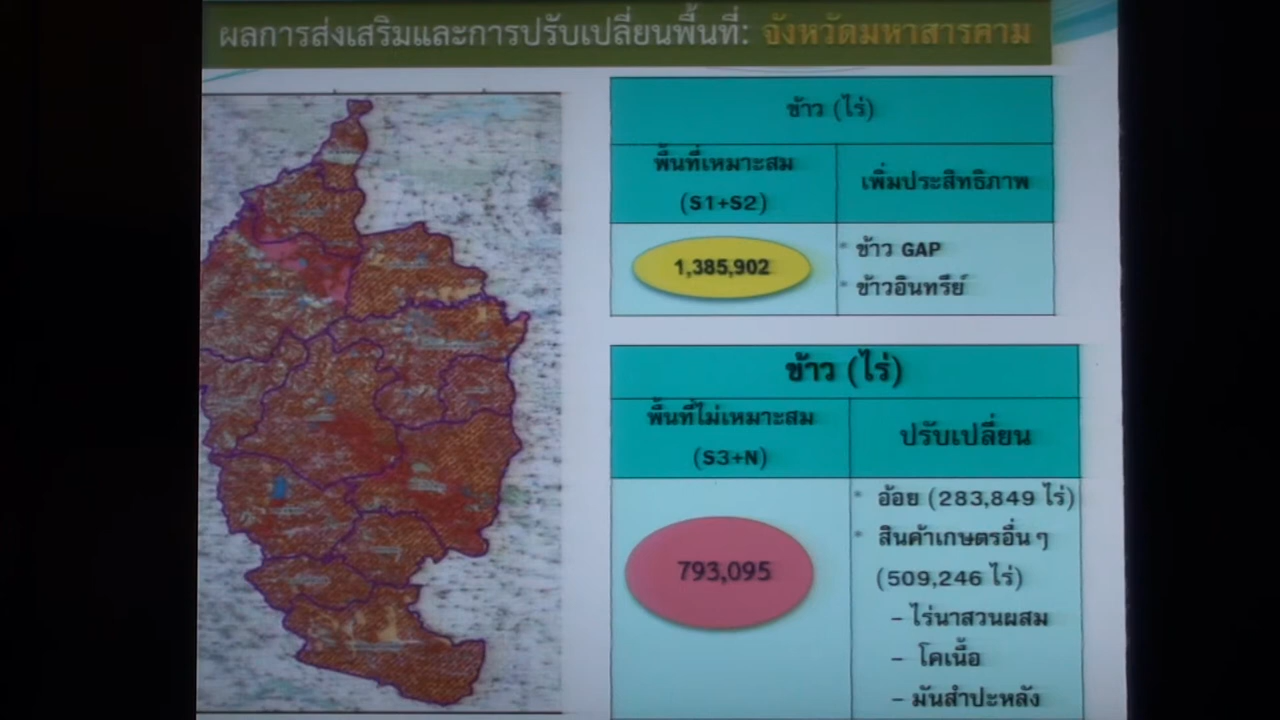 ผลการส่งเสริมและการปรับเปลี่ยนพื้นที่: จังหวัดมหาสารคาม
ข้าว (ไร่)
พื้นที่เหมาะสม
(S1+S2)
เพิ่มประสิทธิภาพ
1,385,902
• ข้าว GAP
• ข้าวอินทรีย์
ข้าว (ไร่)
พื้นที่ไม่เหมาะสม
(S3+N)
ปรับเปลี่ยน
793,095
• อ้อย (283,849 ไร่)
• สินค้าเกษตรอื่น ๆ
(509,246 ไร่)
– ไร่นาสวนผสม
– โคเนื้อ
– มันสำปะหลัง